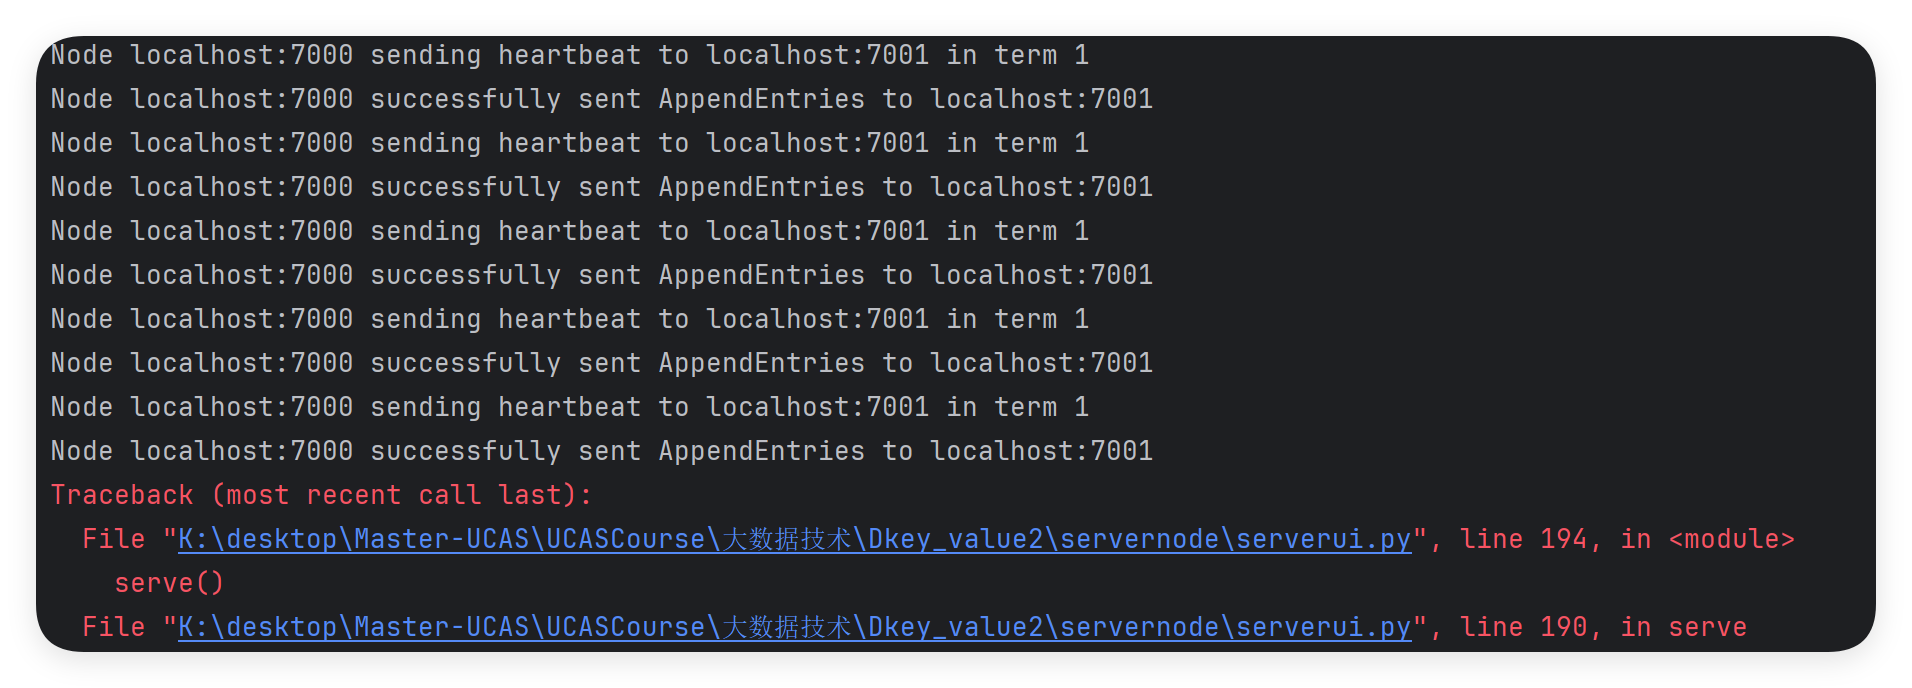 Node localhost:7000 sending heartbeat to localhost:7001 in term 1
Node localhost:7000 successfully sent AppendEntries to localhost:7001
Node localhost:7000 sending heartbeat to localhost:7001 in term 1
Node localhost:7000 successfully sent AppendEntries to localhost:7001
Node localhost:7000 sending heartbeat to localhost:7001 in term 1
Node localhost:7000 successfully sent AppendEntries to localhost:7001
Node localhost:7000 sending heartbeat to localhost:7001 in term 1
Node localhost:7000 successfully sent AppendEntries to localhost:7001
Node localhost:7000 sending heartbeat to localhost:7001 in term 1
Node localhost:7000 successfully sent AppendEntries to localhost:7001
Traceback (most recent call last):
  File "K:\desktop\Master-UCAS\UCASCourse\大数据技术\Dkey_value2\servernode\serverui.py", line 194, in <module>
    serve()
  File "K:\desktop\Master-UCAS\UCASCourse\大数据技术\Dkey_value2\servernode\serverui.py", line 190, in serve